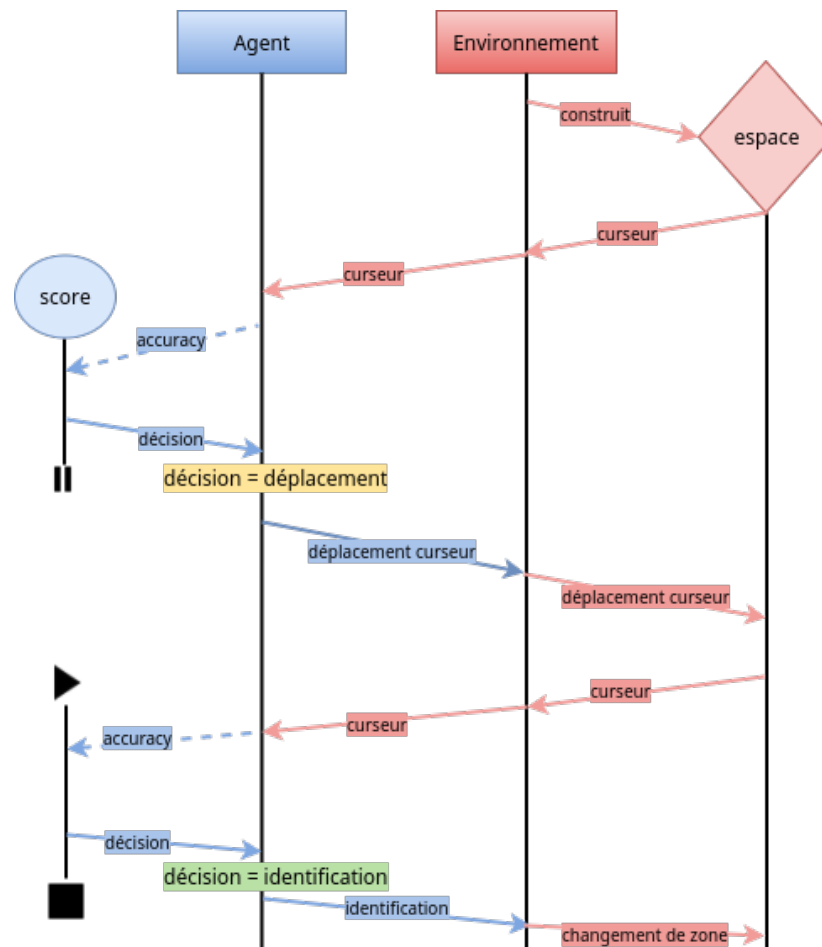 Agent
Environnement
construit
espace
curseur
curseur
score
accuracy
décision
décision = déplacement
déplacement curseur
déplacement curseur
curseur
curseur
accuracy
décision
décision = identification
identification
changement de zone